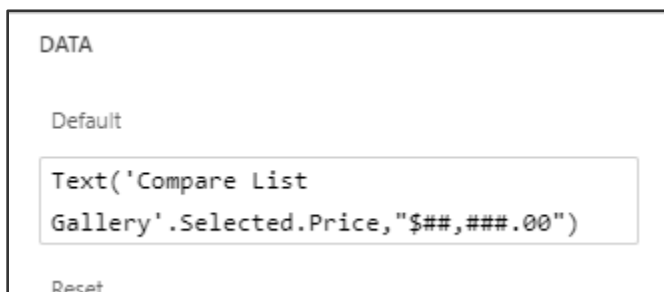 DATA
Default
Text('Compare List
Gallery'.Selected.Price,"$##,###.00")
Reset